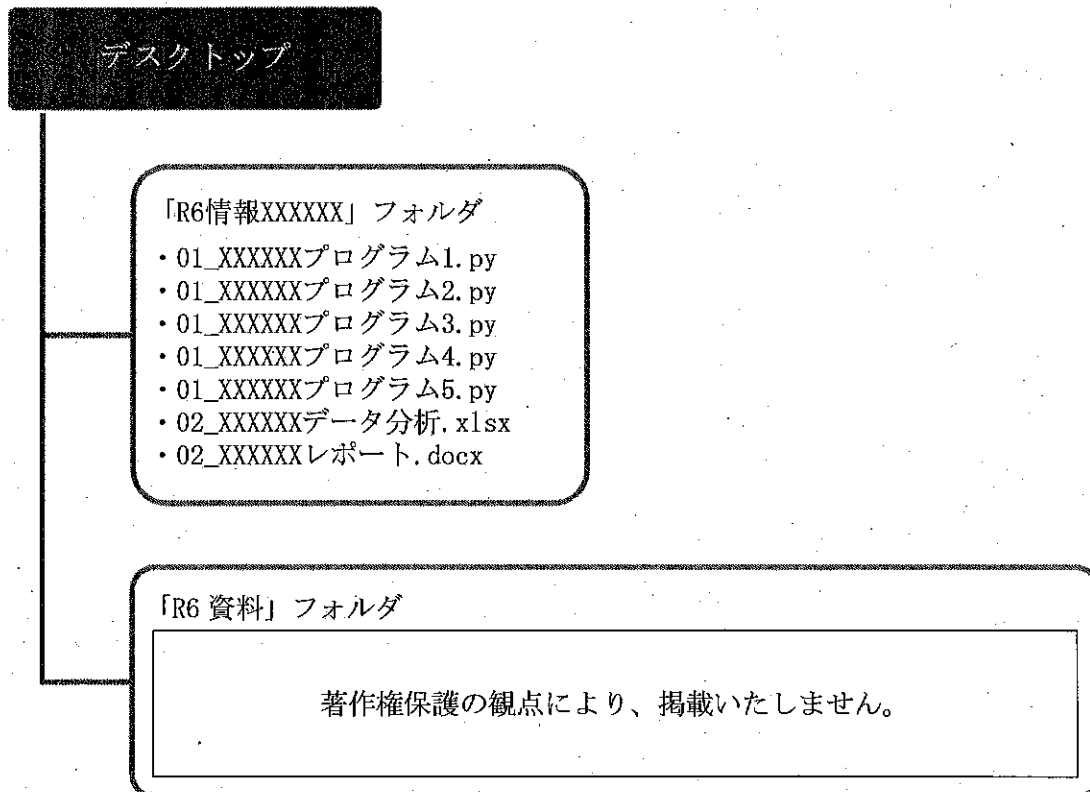 デスクトップ
「R6情報XXXXXX」フォルダ
・01_XXXXXXプログラム1.py
・01_XXXXXXプログラム2.py
・01_XXXXXXプログラム3.py
・01_XXXXXXプログラム4.py
・01_XXXXXXプログラム5.py
・02_XXXXXXデータ分析.xlsx
・02_XXXXXXレポート.docx
「R6 資料」フォルダ
著作権保護の観点により、掲載いたしません。